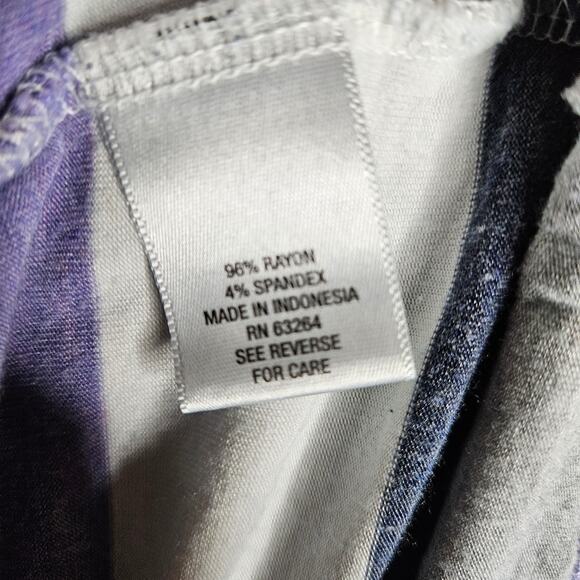 96% RAYON
4% SPANDEX
MADE IN INDONESIA
RN 63264
SEE REVERSE
FOR CARE